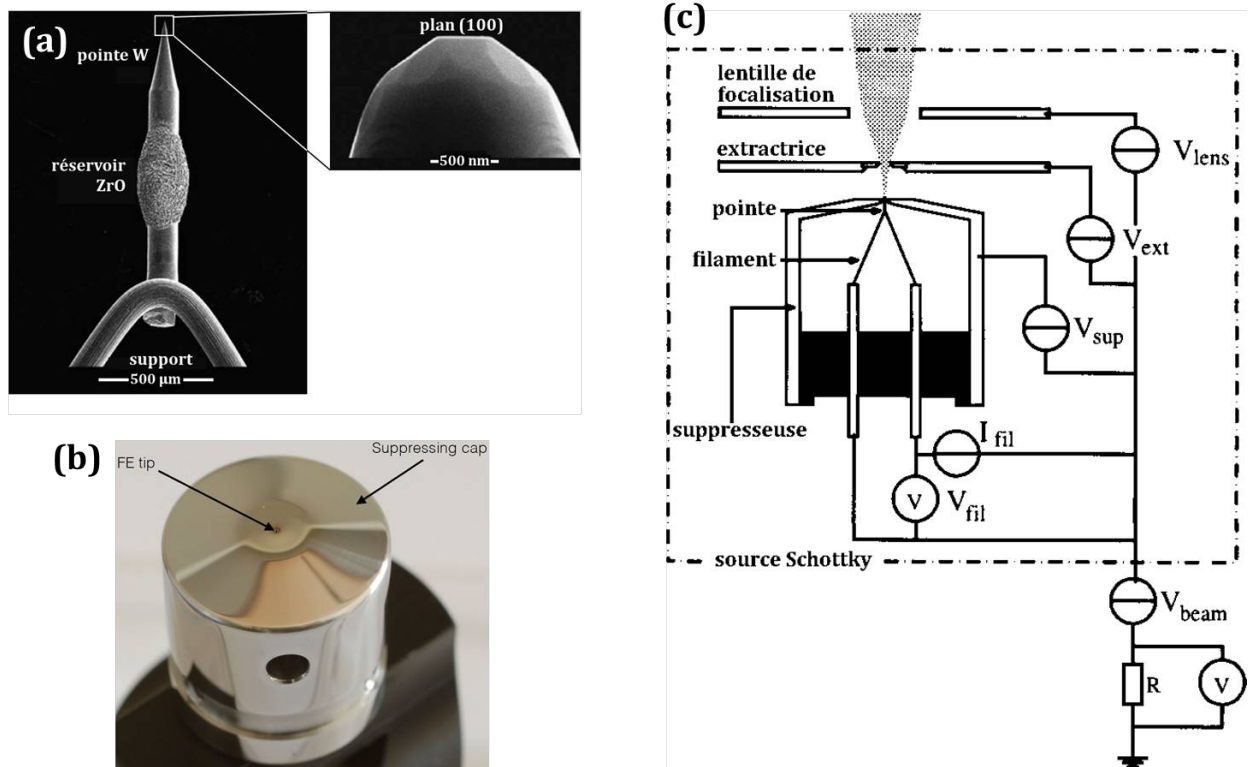 (a)
pointe W
réservoir
ZrO
support
500 µm
plan (100)
500 nm
(b)
FE tip
Suppressing cap
(c)
lentille de
focalisation
extractrice
pointe
filament
suppresseuse
source Schottky
V lens
V ext
V sup
I fil
V
V fil
V beam
R
V